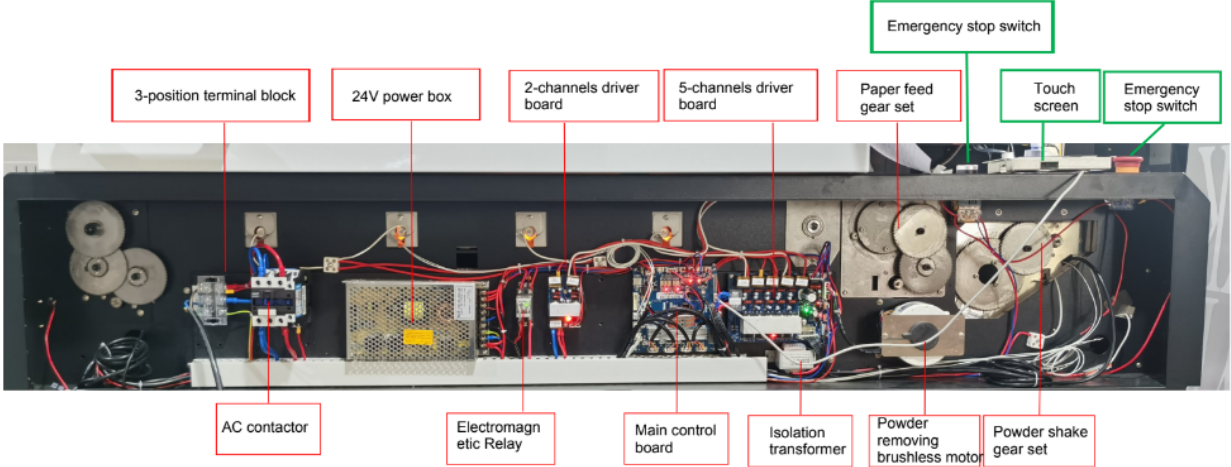 Emergency stop switch
3-position terminal block
24V power box
2-channels driver
board
5-channels driver
board
Paper feed
gear set
Touch
screen
Emergency
stop switch
AC contactor
Electromagn
etic Relay
Main control
board
Isolation
transformer
Powder
removing
brushless motor
Powder shake
gear set